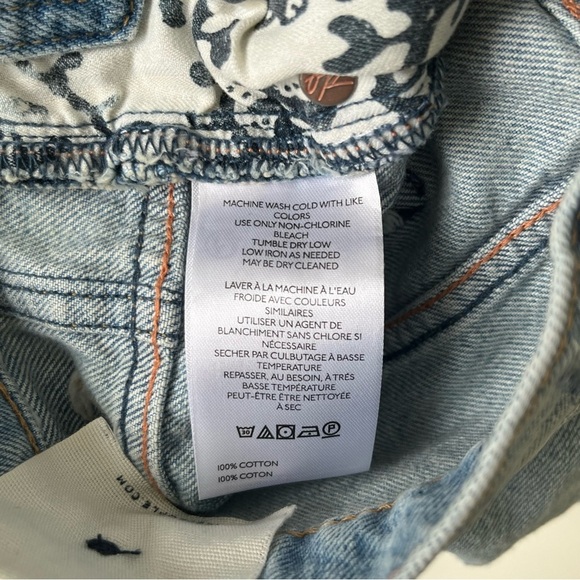 MACHINE WASH COLD WITH LIKE
COLORS
USE ONLY NON-CHLORINE
BLEACH
TUMBLE DRY LOW
LOW IRON AS NEEDED
MAY BE DRY CLEANED
LAVER À LA MACHINE À L'EAU
FROIDE AVEC COULEURS
SIMILAIRES
UTILISER UN AGENT DE
BLANCHIMENT SANS CHLORE SI
NÉCESSAIRE
SECHER PAR CULBUTAGE À BASSE
TEMPERATURE
REPASSER, AU BESOIN, À TRÉS
BASSE TEMPÉRATURE
PEUT-ÊTRE ÊTRE NETTOYÉE
À SEC
30
P
100% COTTON
100% COTON
.COM